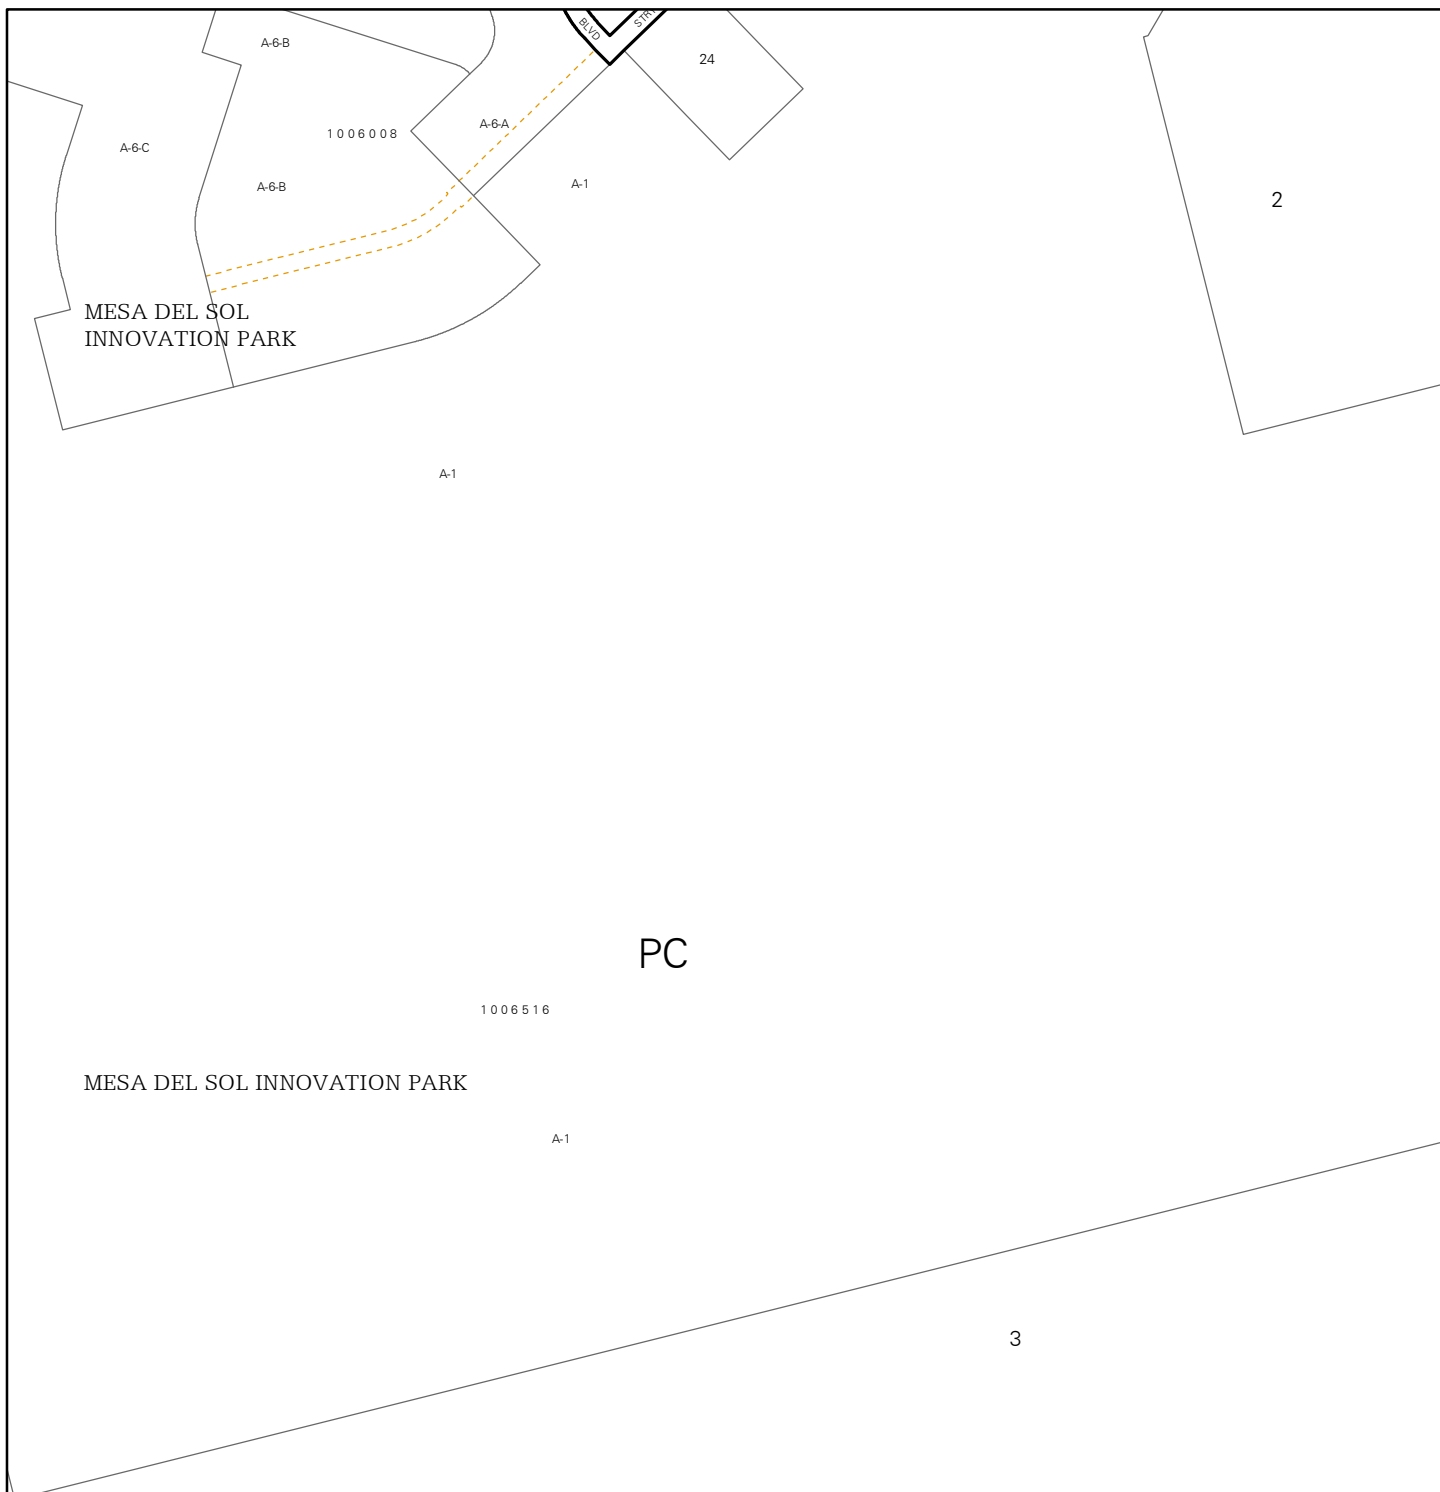 BLVD
A-6-B
24
A-6-A
1006008
A-6-C
A-1
A-6-B
2
MESA DEL SOL
INNOVATION PARK
A-1
PC
1006516
MESA DEL SOL INNOVATION PARK
A-1
3